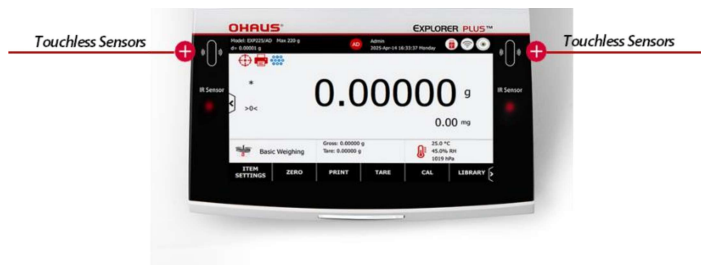 Touchless Sensors
Touchless Sensors
OHAUS
EXPLORER PLUS™
Model: EXP225/AD Max 220 g
d= 0.00001 g
AD
Admin
2025-Apr-14 16:33:37 Monday
IR Sensor
IR Sensor
*
>0<
0.00000 g
0.00 mg
Basic Weighing
Gross: 0.00000 g
Tare: 0.00000 g
25.0 °C
45.0% RH
1019 hPa
ITEM SETTINGS
ZERO
PRINT
TARE
CAL
LIBRARY